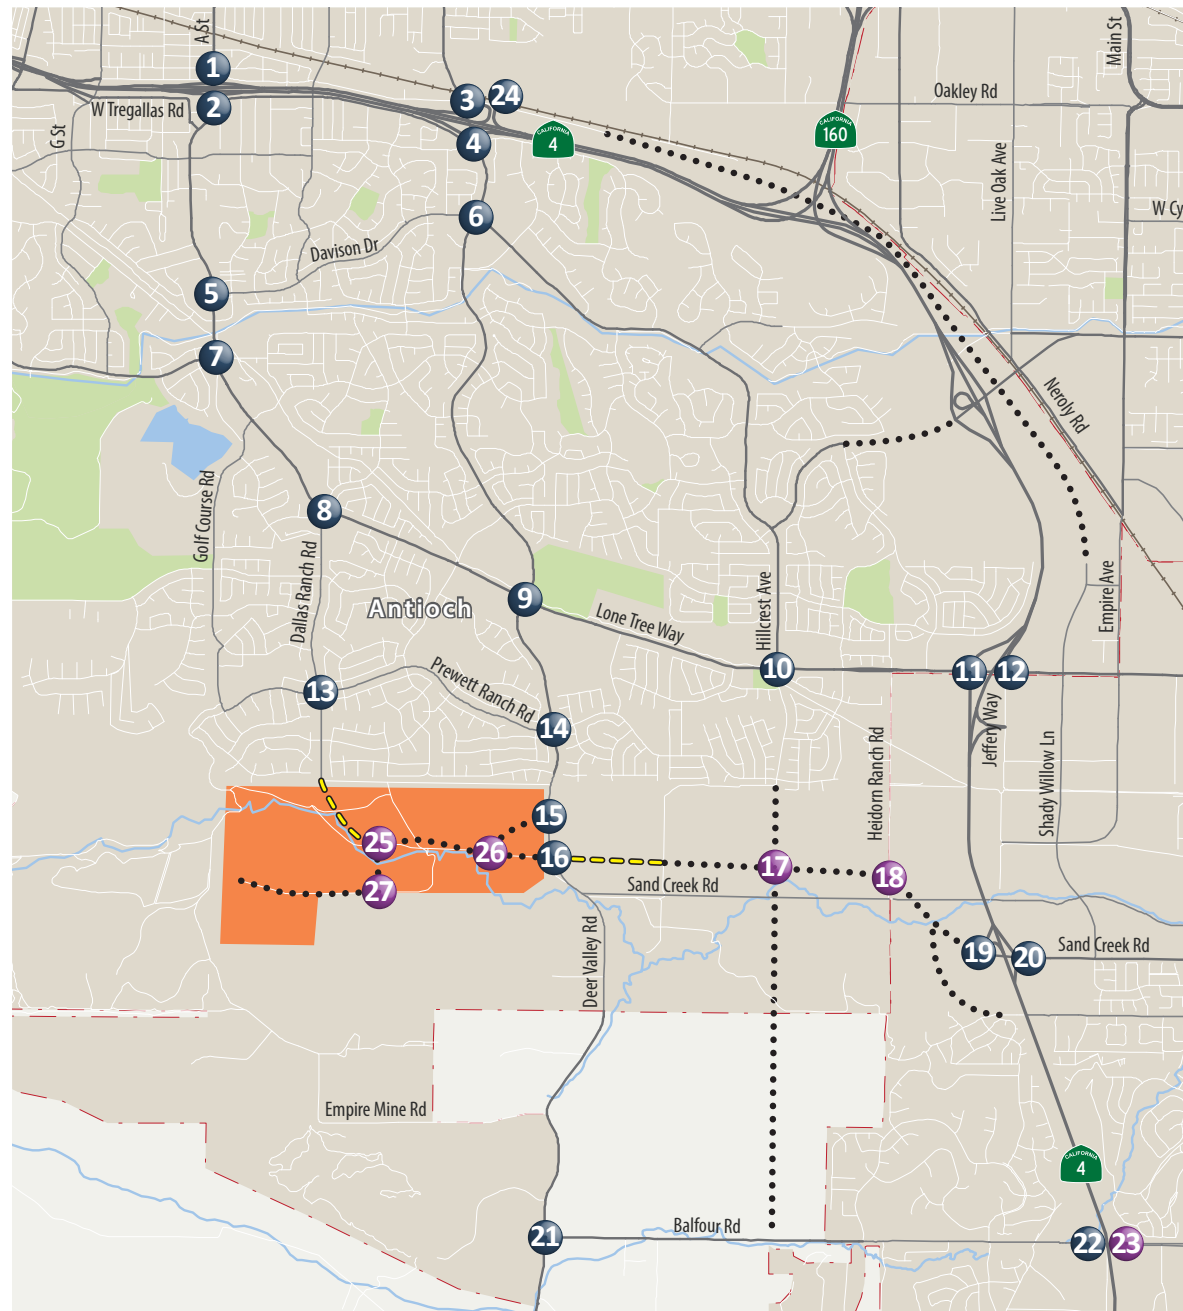 A St
Main St
1
W Tregallas Rd
2
3
24
4
CALIFORNIA
4
CALIFORNIA
160
Oakley Rd
G St
Live Oak Ave
W Cy
6
Davison Dr
5
7
Neroly Rd
Golf Course Rd
8
Dallas Ranch Rd
Antioch
9
Lone Tree Way
Hillcrest Ave
Empire Ave
10
11
12
13
Prewett Ranch Rd
14
Jeffery Way
Heidorn Ranch Rd
Shady Willow Ln
15
25
26
16
17
18
27
Sand Creek Rd
Deer Valley Rd
19
20
Sand Creek Rd
Empire Mine Rd
CALIFORNIA
4
21
Balfour Rd
22
23